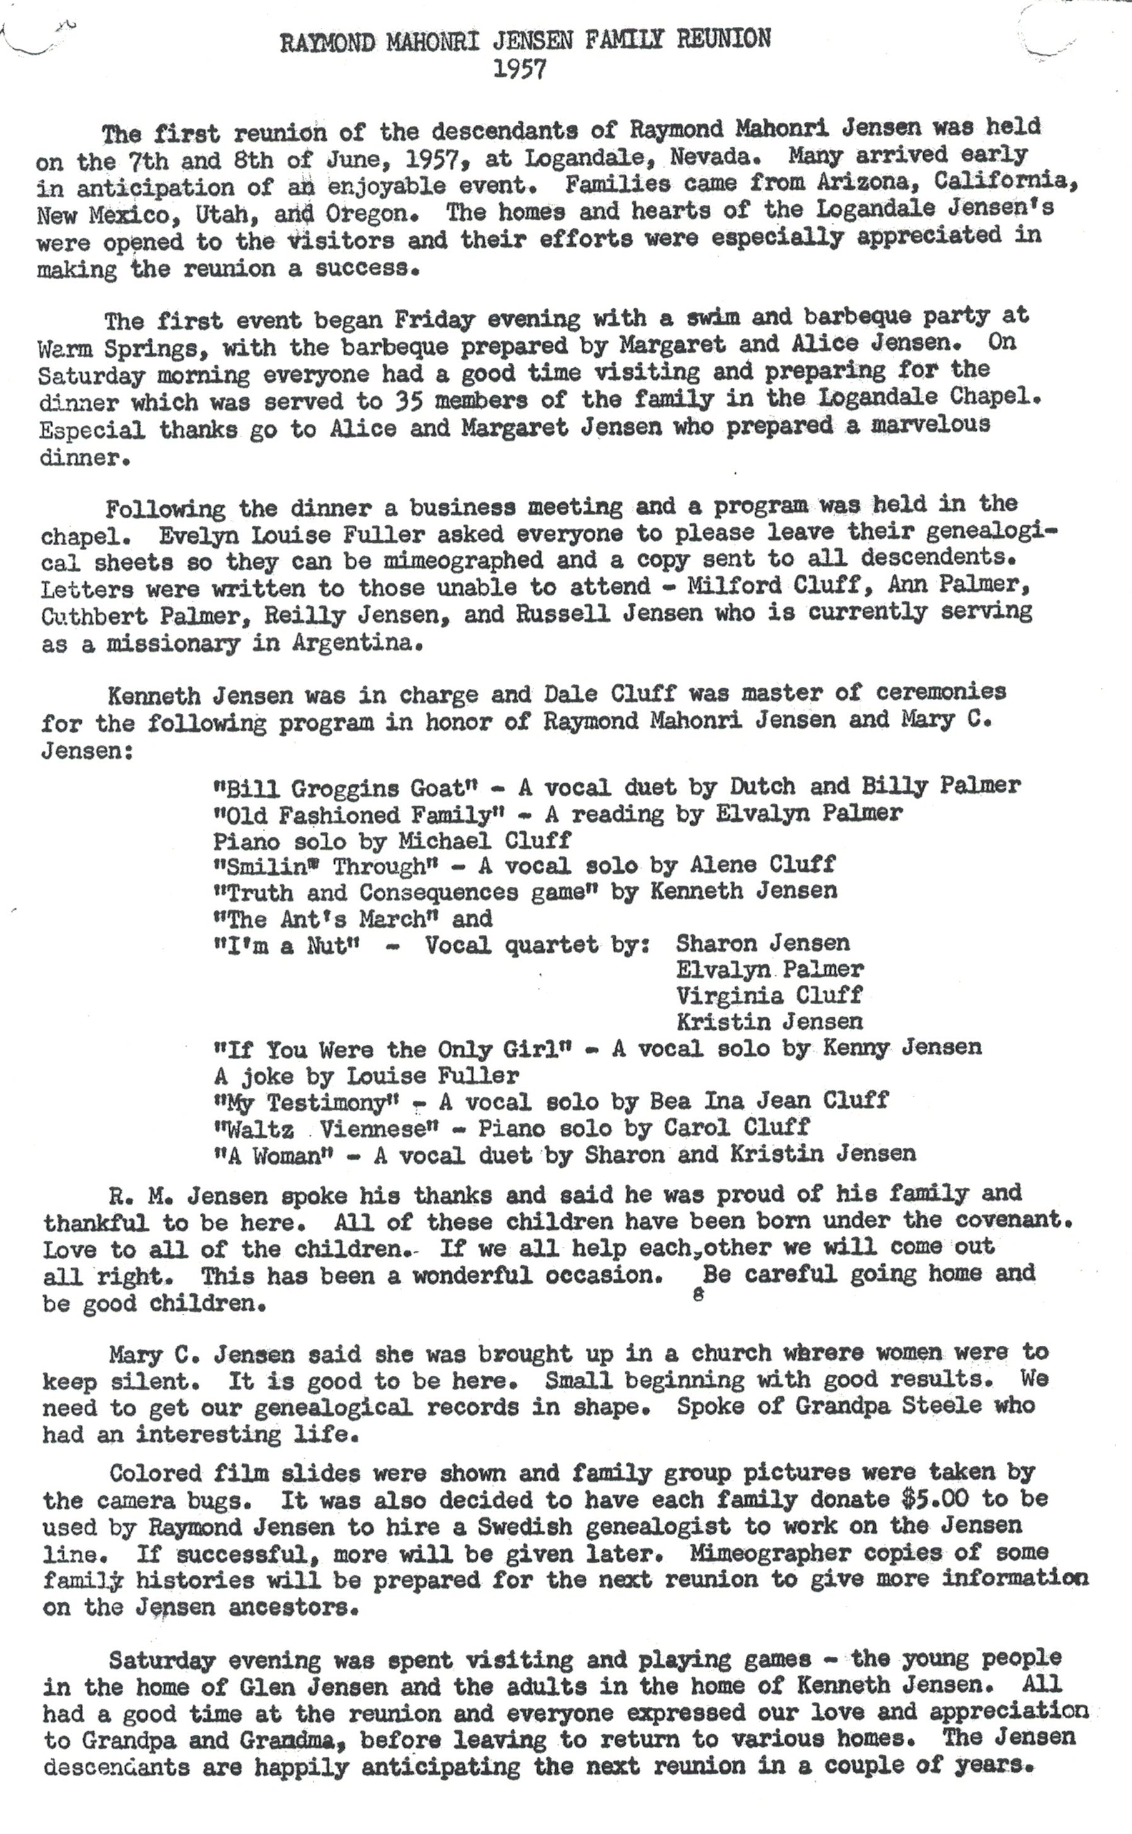 RAYMOND MAHONRI JENSEN FAMILY REUNION
1957
The first reunion of the descendants of Raymond Mahonri Jensen was held
on the 7th and 8th of June, 1957, at Logandale, Nevada. Many arrived early
in anticipation of an enjoyable event. Families came from Arizona, California,
New Mexico, Utah, and Oregon. The homes and hearts of the Logandale Jensen's
were opened to the visitors and their efforts were especially appreciated in
making the reunion a success.
The first event began Friday evening with a swim and barbeque party at
Warm Springs, with the barbeque prepared by Margaret and Alice Jensen. On
Saturday morning everyone had a good time visiting and preparing for the
dinner which was served to 35 members of the family in the Logandale Chapel.
Especial thanks go to Alice and Margaret Jensen who prepared a marvelous
dinner.
Following the dinner a business meeting and a program was held in the
chapel. Evelyn Louise Fuller asked everyone to please leave their genealogi-
cal sheets so they can be mimeographed and a copy sent to all descendents.
Letters were written to those unable to attend - Milford Cluff, Ann Palmer,
Cuthbert Palmer, Reilly Jensen, and Russell Jensen who is currently serving
as a missionary in Argentina.
Kenneth Jensen was in charge and Dale Cluff was master of ceremonies
for the following program in honor of Raymond Mahonri Jensen and Mary C.
Jensen:
"Bill Groggins Goat" - A vocal duet by Dutch and Billy Palmer
"Old Fashioned Family" - A reading by Elvalyn Palmer
Piano solo by Michael Cluff
"Smilin" Through" - A vocal solo by Alene Cluff
"Truth and Consequences game" by Kenneth Jensen
"The Ant's March" and
"I'm a Nut" - Vocal quartet by: Sharon Jensen
Elvalyn Palmer
Virginia Cluff
Kristin Jensen
"If You Were the Only Girl" - A vocal solo by Kenny Jensen
A joke by Louise Fuller
"My Testimony" - A vocal solo by Bea Ina Jean Cluff
"Waltz Viennese" - Piano solo by Carol Cluff
"A Woman" - A vocal duet by Sharon and Kristin Jensen
R. M. Jensen spoke his thanks and said he was proud of his family and
thankful to be here. All of these children have been born under the covenant.
Love to all of the children. If we all help each other we will come out
all right. This has been a wonderful occasion. Be careful going home and
be good children.
Mary C. Jensen said she was brought up in a church whrere women were to
keep silent. It is good to be here. Small beginning with good results. We
need to get our genealogical records in shape. Spoke of Grandpa Steele who
had an interesting life.
Colored film slides were shown and family group pictures were taken by
the camera bugs. It was also decided to have each family donate $5.00 to be
used by Raymond Jensen to hire a Swedish genealogist to work on the Jensen
line. If successful, more will be given later. Mimeographer copies of some
family histories will be prepared for the next reunion to give more information
on the Jensen ancestors.
Saturday evening was spent visiting and playing games - the young people
in the home of Glen Jensen and the adults in the home of Kenneth Jensen. All
had a good time at the reunion and everyone expressed our love and appreciation
to Grandpa and Grandma, before leaving to return to various homes. The Jensen
descendants are happily anticipating the next reunion in a couple of years.